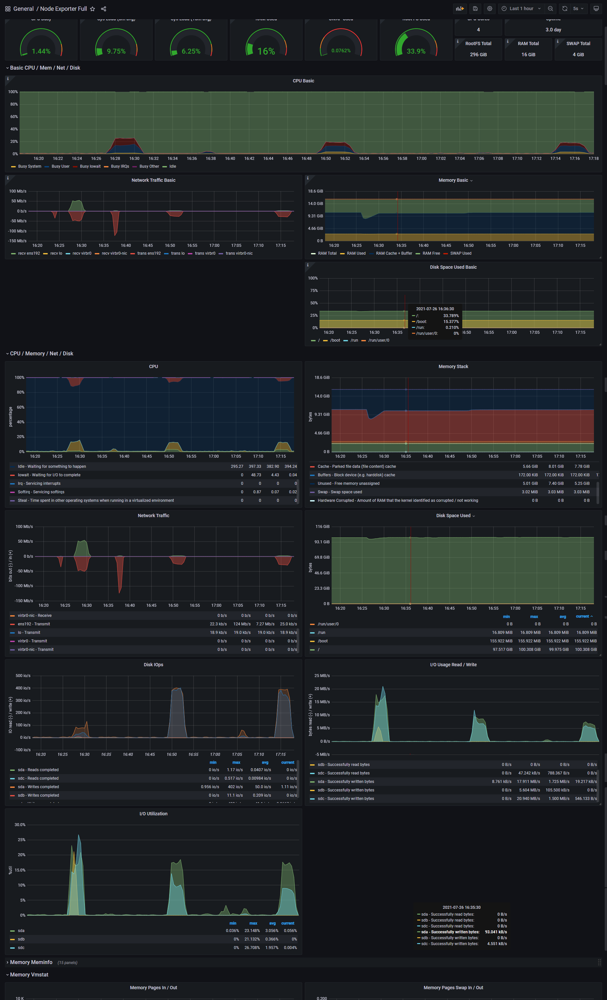 General / Node Exporter Full
Last 1 hour
5s
CPU Busy
Sys Load (5m avg)
Sys Load (15m avg)
RAM Used
SWAP Used
Root FS Used
CPU Cores
Uptime
1.44%
9.75%
6.25%
16%
0.0762%
33.9%
4
3.0 day
RootFS Total
RAM Total
SWAP Total
296 GiB
16 GiB
4 GiB
Basic CPU / Mem / Net / Disk
CPU Basic
100%
80%
60%
40%
20%
0%
16:20 16:22 16:24 16:26 16:28 16:30 16:32 16:34 16:36 16:38 16:40 16:42 16:44 16:46 16:48 16:50 16:52 16:54 16:56 16:58 17:00 17:02 17:04 17:06 17:08 17:10 17:12 17:14 17:16 17:18
Busy System Busy User Busy Iowait Busy IRQs Busy Other Idle
Network Traffic Basic
100 Mb/s
50 Mb/s
0 b/s
-50 Mb/s
-100 Mb/s
-150 Mb/s
16:20 16:25 16:30 16:35 16:40 16:45 16:50 16:55 17:00 17:05 17:10 17:15
recv ens192 recv lo recv virbr0 recv virbr0-nic trans ens192 trans lo trans virbr0 trans virbr0-nic
Memory Basic
18.6 GiB
14.0 GiB
9.31 GiB
4.66 GiB
0 B
16:20 16:25 16:30 16:35 16:40 16:45 16:50 16:55 17:00 17:05 17:10 17:15
RAM Total RAM Used RAM Cache + Buffer RAM Free SWAP Used
Disk Space Used Basic
100%
75%
50%
25%
0%
16:20 16:25 16:30 16:35 16:50 16:55 17:00 17:05 17:10 17:15
2021-07-26 16:36:30
/: 33.789%
/boot: 15.377%
/run: 0.210%
/run/user/0: 0%
/ /boot /run /run/user/0
CPU / Memory / Net / Disk
CPU
percentage
100%
80%
60%
40%
20%
0%
16:20 16:25 16:30 16:35 16:40 16:45 16:50 16:55 17:00 17:05 17:10 17:15
Idle - Waiting for something to happen 295.27 397.33 382.90 394.24
Iowait - Waiting for I/O to complete 0 48.73 4.43 0.04
Irq - Servicing interrupts 0 0 0 0
Softirq - Servicing softirqs 0 0.87 0.07 0.02
Steal - Time spent in other operating systems when running in a virtualized environment 0 0 0 0
Memory Stack
bytes
18.6 GiB
14.0 GiB
9.31 GiB
4.66 GiB
0 B
16:20 16:25 16:30 16:35 16:40 16:45 16:50 16:55 17:00 17:05 17:10 17:15
Cache - Parked file data (file content) cache 5.66 GiB 8.01 GiB 7.78 GiB
Buffers - Block device (e.g. harddisk) cache 172.00 KiB 172.00 KiB 172.00 KiB
Unused - Free memory unassigned 5.01 GiB 7.40 GiB 5.25 GiB
Swap - Swap space used 3.02 MiB 3.03 MiB 3.03 MiB
Hardware Corrupted - Amount of RAM that the kernel identified as corrupted / not working 0 B 0 B 0 B
Network Traffic
bits out (-) / in (+)
100 Mb/s
50 Mb/s
0 b/s
-50 Mb/s
-100 Mb/s
-150 Mb/s
16:20 16:25 16:30 16:35 16:40 16:45 16:50 16:55 17:00 17:05 17:10 17:15
virbr0-nic - Receive 0 b/s 0 b/s 0 b/s 0 b/s
ens192 - Transmit 22.3 kb/s 124 Mb/s 7.27 Mb/s 25.0 kb/s
lo - Transmit 18.9 kb/s 19.0 kb/s 19.0 kb/s 18.9 kb/s
virbr0 - Transmit 0 b/s 0 b/s 0 b/s 0 b/s
virbr0-nic - Transmit 0 b/s 0 b/s 0 b/s 0 b/s
Disk Space Used
bytes
116 GiB
93.1 GiB
69.8 GiB
46.6 GiB
23.3 GiB
0 B
16:20 16:25 16:30 16:35 16:40 16:45 16:50 16:55 17:00 17:05 17:10 17:15
min max avg current
/run/user/0 0 B 0 B 0 B 0 B
/run 16.809 MiB 16.809 MiB 16.809 MiB 16.809 MiB
/boot 155.922 MiB 155.922 MiB 155.922 MiB 155.922 MiB
/ 97.517 GiB 100.308 GiB 99.975 GiB 100.308 GiB
Disk IOps
IO read (-) / write (+)
500 io/s
400 io/s
300 io/s
200 io/s
100 io/s
0 io/s
-100 io/s
16:20 16:25 16:30 16:35 16:40 16:45 16:50 16:55 17:00 17:05 17:10 17:15
min max avg current
sda - Reads completed 0 io/s 1.17 io/s 0.0407 io/s 0 io/s
sdc - Reads completed 0 io/s 0.517 io/s 0.00984 io/s 0 io/s
sda - Writes completed 0.956 io/s 402 io/s 50.0 io/s 1.11 io/s
sdb - Writes completed 0 io/s 11.1 io/s 0.209 io/s 0 io/s
I/O Usage Read / Write
bytes read (-) / write (+)
25 MB/s
20 MB/s
15 MB/s
10 MB/s
5 MB/s
0 B/s
-5 MB/s
sdb - Successfully read bytes 0 B/s 0 B/s 0 B/s 0 B/s
sdc - Successfully read bytes 0 B/s 47.242 kB/s 788.367 B/s 0 B/s
sda - Successfully written bytes 8.761 kB/s 17.911 MB/s 1.725 MB/s 19.217 kB/s
sdb - Successfully written bytes 0 B/s 5.604 MB/s 105.500 kB/s 0 B/s
sdc - Successfully written bytes 0 B/s 20.940 MB/s 1.500 MB/s 546.133 B/s
I/O Utilization
%util
30.0%
25%
20%
15.0%
10%
5%
0%
min max avg current
sda 0.036% 23.148% 3.056% 0.056%
sdb 0% 21.132% 0.366% 0%
sdc 0% 26.708% 1.957% 0.004%
2021-07-26 16:35:30
sda - Successfully read bytes: 0 B/s
sdb - Successfully read bytes: 0 B/s
sdc - Successfully read bytes: 0 B/s
sda - Successfully written bytes: 93.041 kB/s
sdb - Successfully written bytes: 0 B/s
sdc - Successfully written bytes: 4.551 kB/s
Memory Meminfo (15 panels)
Memory Vmstat
Memory Pages In / Out
10 K
Memory Pages Swap In / Out
0.200